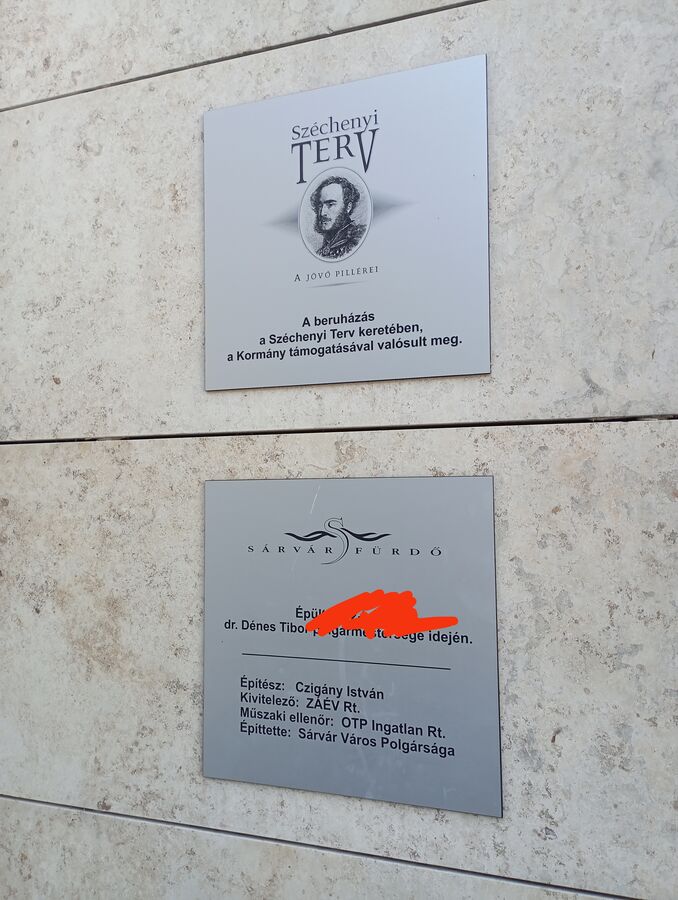 Széchenyi
TERV
A JÖVŐ PILLÉREI
A beruházás
a Széchenyi Terv keretében,
a Kormány támogatásával valósult meg.
SÁRVÁR S FÜRDŐ
dr. Dénes Tibor polgármestersége idején.
Építész: Czigány István
Kivitelező: ZÁÉV Rt.
Műszaki ellenőr: OTP Ingatlan Rt.
Építtette: Sárvár Város Polgársága